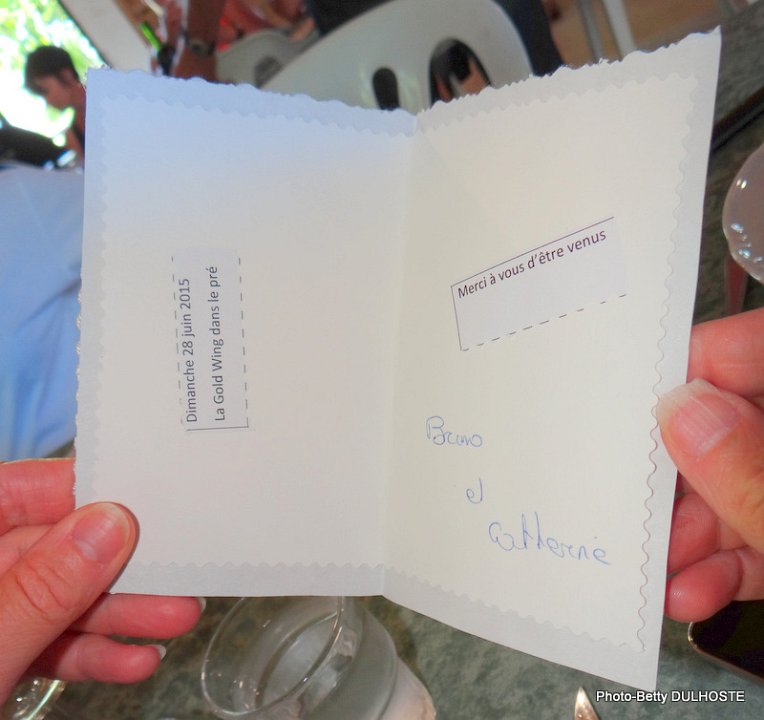 Dimanche 28 juin 2015
La Gold Wing dans le pré
Merci à vous d'être venus
Bruno
et
Catherine
Photo-Betty DULHOSTE